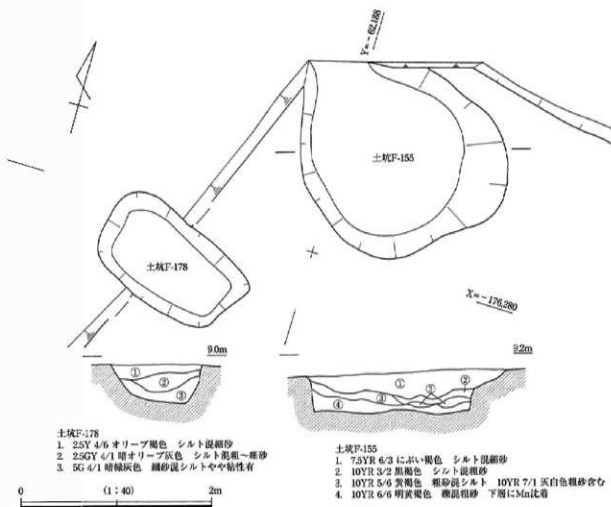 Y=-62,188
土坑F-155
土坑F-178
X=-176,280
9.0m
9.2m
①
②
③
①
②
③
③
④
土坑F-178
1. 2.5Y 4/6 オリーブ褐色 シルト混細砂
2. 2.5GY 4/1 暗オリーブ灰色 シルト混粗～細砂
3. 5G 4/1 暗緑灰色 細砂混シルトやや粘性有
土坑F-155
1. 7.5YR 6/3 にぶい褐色 シルト混細砂
2. 10YR 3/2 黒褐色 シルト混粗砂
3. 10YR 5/6 黄褐色 粗砂混シルト 10YR 7/1 灰白色粗砂含む
4. 10YR 6/6 明黄褐色 礫混粗砂 下層にMn沈着
0 (1:40) 2m